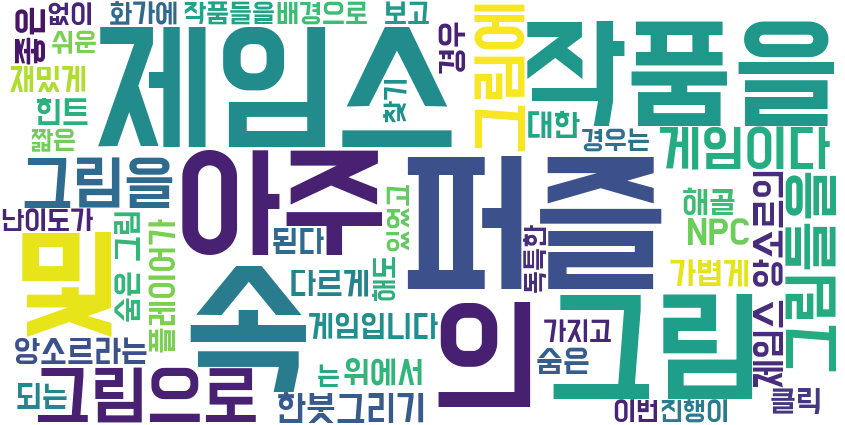 좋은
없이
화가에
작품들을
배경으로
보고
쉬운
재밌게
힌트
짧은
제임스
찾기
경우
그림에
작품을
대한
경우는
게임이다
그림을
아주
퍼즐
해골
NPC
가볍게
제임스 앙소르의
그림들을
난이도가
숨은 그림
플레이어가
된다
있었고
독특한
및
속
다르게
해도
의
그림
앙소르라는
게임입니다
가지고
숨은
되는
그림으로
는
위에서
한붓그리기
이번
진행이
클릭